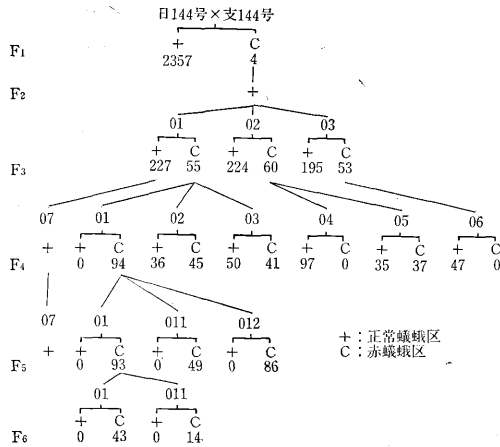 日144号×支144号
F1 + C
2357 4
F2 +
01 02 03
+ C + C + C
F3 227 55 224 60 195 53
07 01 02 03 04 05 06
+ + C + C + C + C + C + C
F4 0 94 36 45 50 41 97 0 35 37 47 0
07 01 011 012
+ + C + C + C
F5 0 93 0 49 0 86
+：正常蟻蛾区
C：赤蟻蛾区
01 011
+ C + C
F6 0 43 0 14